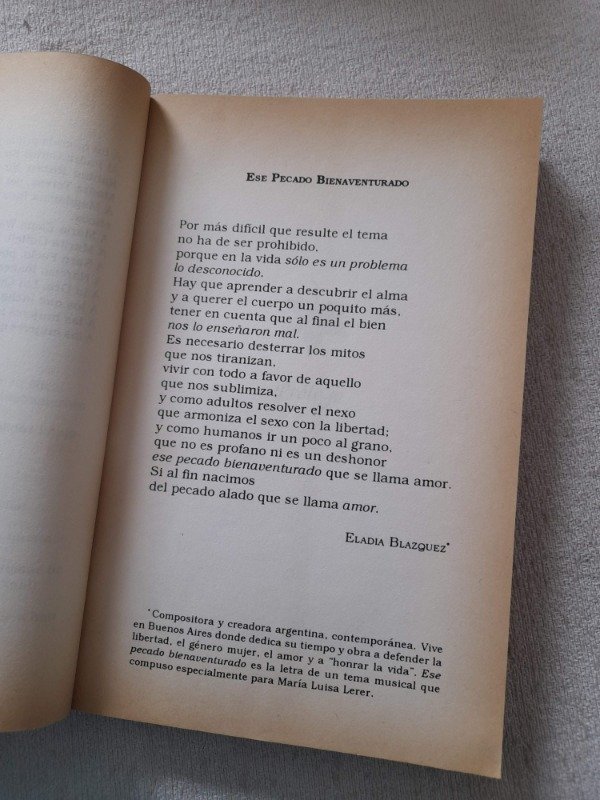 Ese Pecado Bienaventurado
Por más difícil que resulte el tema
no ha de ser prohibido,
porque en la vida sólo es un problema
lo desconocido.
Hay que aprender a descubrir el alma
y a querer el cuerpo un poquito más,
tener en cuenta que al final el bien
nos lo enseñaron mal.
Es necesario desterrar los mitos
que nos tiranizan,
vivir con todo a favor de aquello
que nos sublimiza,
y como adultos resolver el nexo
que armoniza el sexo con la libertad;
y como humanos ir un poco al grano,
que no es profano ni es un deshonor
ese pecado bienaventurado que se llama amor.
Si al fin nacimos
del pecado alado que se llama amor.
Eladia Blazquez*
*Compositora y creadora argentina, contemporánea. Vive
en Buenos Aires donde dedica su tiempo y obra a defender la
libertad, el género mujer, el amor y a "honrar la vida". Ese
pecado bienaventurado es la letra de un tema musical que
compuso especialmente para María Luisa Lerer.